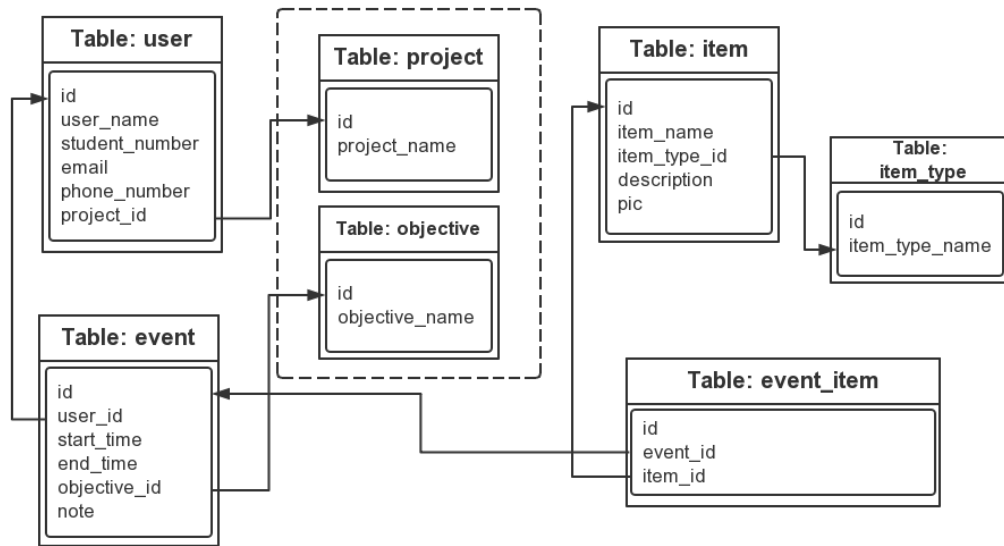 Table: user
id
user_name
student_number
email
phone_number
project_id
Table: project
id
project_name
Table: objective
id
objective_name
Table: item
id
item_name
item_type_id
description
pic
Table:
item_type
id
item_type_name
Table: event
id
user_id
start_time
end_time
objective_id
note
Table: event_item
id
event_id
item_id